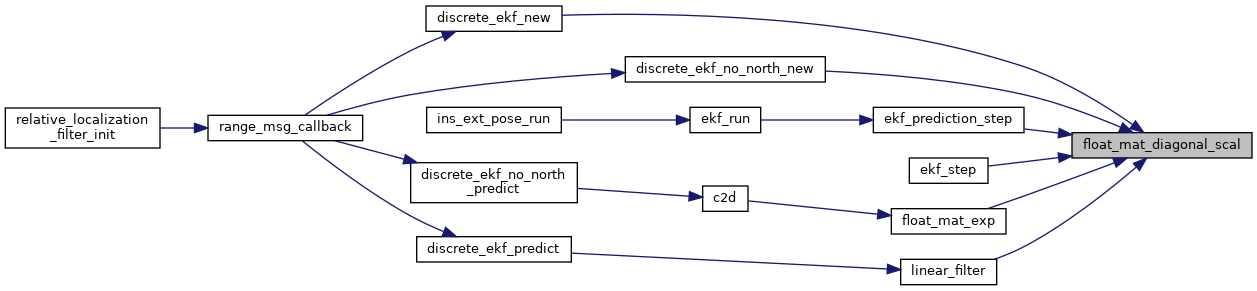 discrete_ekf_new
discrete_ekf_no_north_new
relative_localization
_filter_init
range_msg_callback
ins_ext_pose_run
ekf_run
ekf_prediction_step
float_mat_diagonal_scal
discrete_ekf_no_north
_predict
ekf_step
c2d
float_mat_exp
discrete_ekf_predict
linear_filter